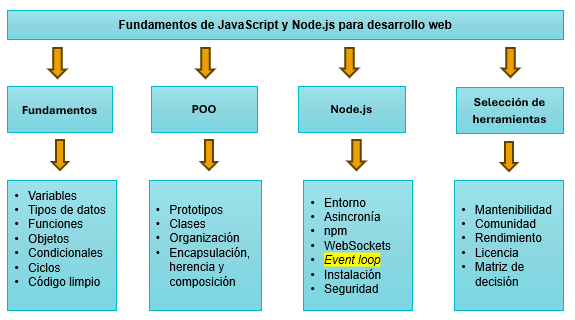 Fundamentos de JavaScript y Node.js para desarrollo web
Fundamentos
POO
Node.js
Selección de
herramientas
• Variables
• Tipos de datos
• Funciones
• Objetos
• Condicionales
• Ciclos
• Código limpio
• Prototipos
• Clases
• Organización
• Encapsulación,
herencia y
composición
• Entorno
• Asincronía
• npm
• WebSockets
• Event loop
• Instalación
• Seguridad
• Mantenibilidad
• Comunidad
• Rendimiento
• Licencia
• Matriz de
decisión